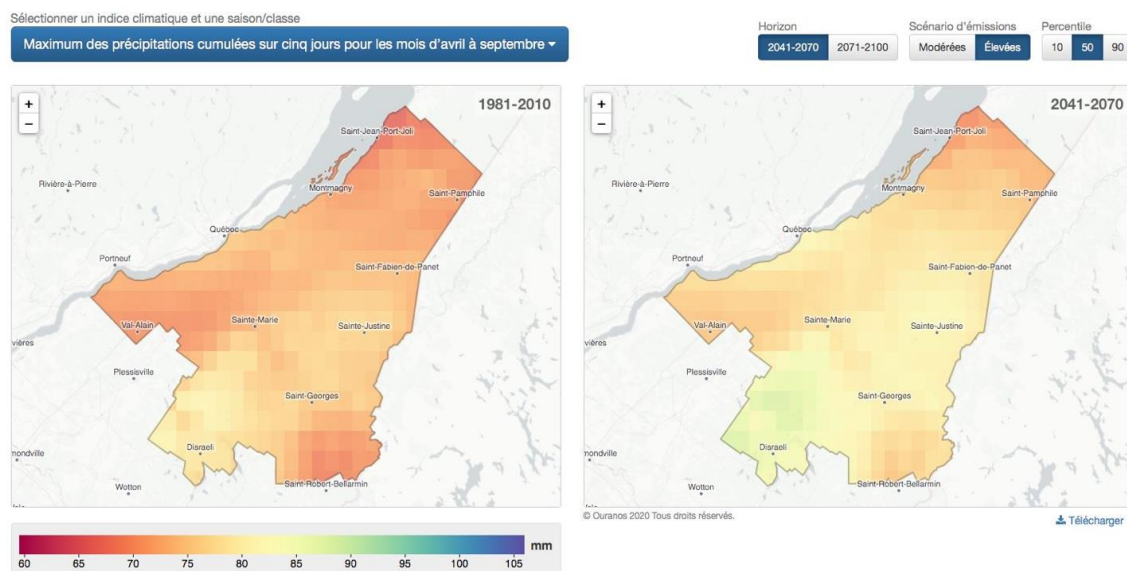 Sélectionner un indice climatique et une saison/classe
Maximum des précipitations cumulées sur cinq jours pour les mois d'avril à septembre
Horizon
2041-2070 2071-2100
Scénario d'émissions
Modérées Élevées
Percentile
10 50 90
+
−
1981-2010
Saint-Jean-Port-Joli
Rivière-à-Pierre
Montmagny
Saint-Pamphile
Québec
Portneuf
Saint-Fabien-de-Panet
Val-Alain
Sainte-Marie
Sainte-Justine
vières
Plessisville
Saint-Georges
Disraeli
mondville
Wotton
Saint-Robert-Bellarmin
+
−
2041-2070
Saint-Jean-Port-Joli
Rivière-à-Pierre
Montmagny
Saint-Pamphile
Québec
Portneuf
Saint-Fabien-de-Panet
Val-Alain
Sainte-Marie
Sainte-Justine
vières
Plessisville
Saint-Georges
Disraeli
mondville
Wotton
Saint-Robert-Bellarmin
© Ouranos 2020 Tous droits réservés.
Télécharger
60 65 70 75 80 85 90 95 100 105 mm